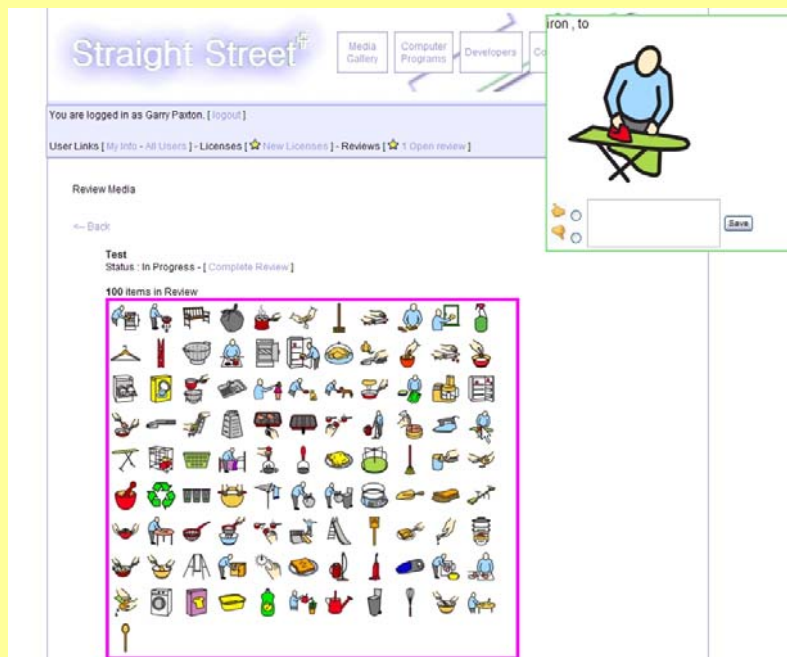 Straight Street
Media Gallery
Computer Programs
Developers
Co
iron , to
You are logged in as Garry Paxton. [ logout ]
User Links [ My Info - All Users ] - Licenses [ New Licenses ] - Reviews [ 1 Open review ]
Review Media
<-- Back
Save
Test
Status : In Progress - [ Complete Review ]
100 items in Review